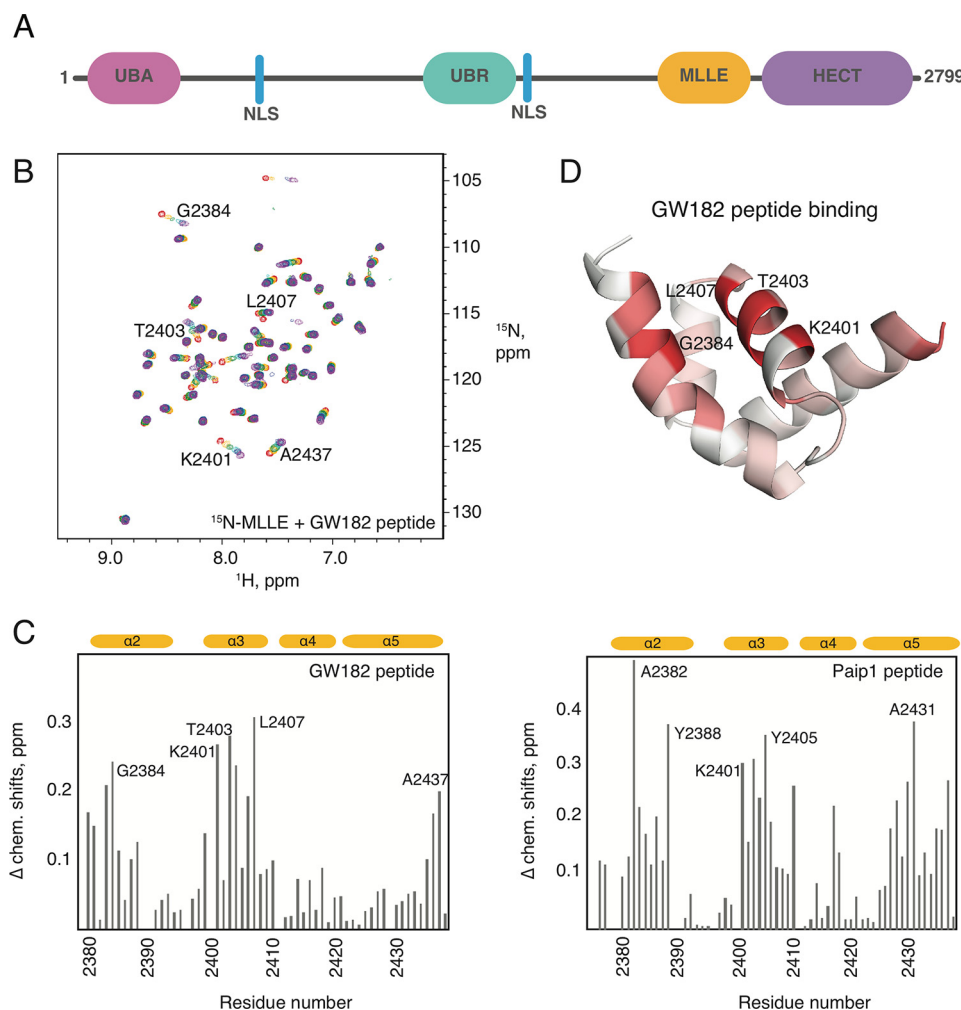 A
1
UBA
NLS
UBR
NLS
MLLE
HECT
2799
B
G2384
L2407
T2403
K2401
A2437
¹⁵N-MLLE + GW182 peptide
105
110
115
120
125
130
¹⁵N,
ppm
9.0
8.0
7.0
¹H, ppm
D
GW182 peptide binding
L2407
T2403
G2384
K2401
C
α2
α3
α4
α5
GW182 peptide
T2403
L2407
K2401
G2384
A2437
0.3
0.2
0.1
Δ chem. shifts, ppm
2380
2390
2400
2410
2420
2430
Residue number
α2
α3
α4
α5
Paip1 peptide
A2382
A2431
Y2388
Y2405
K2401
0.4
0.3
0.2
0.1
Δ chem. shifts, ppm
2380
2390
2400
2410
2420
2430
Residue number